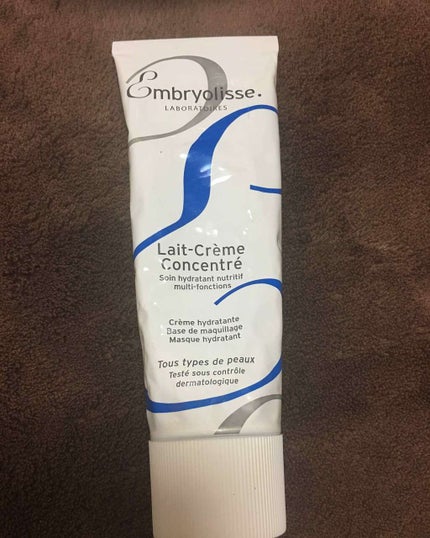 Embryolisse.
LABORATOIRES
Lait-Crème
Concentré
Soin hydratant nutritif
multi-fonctions
Crème hydratante
Base de maquillage
Masque hydratant
Tous types de peaux
Testé sous contrôle
dermatologique